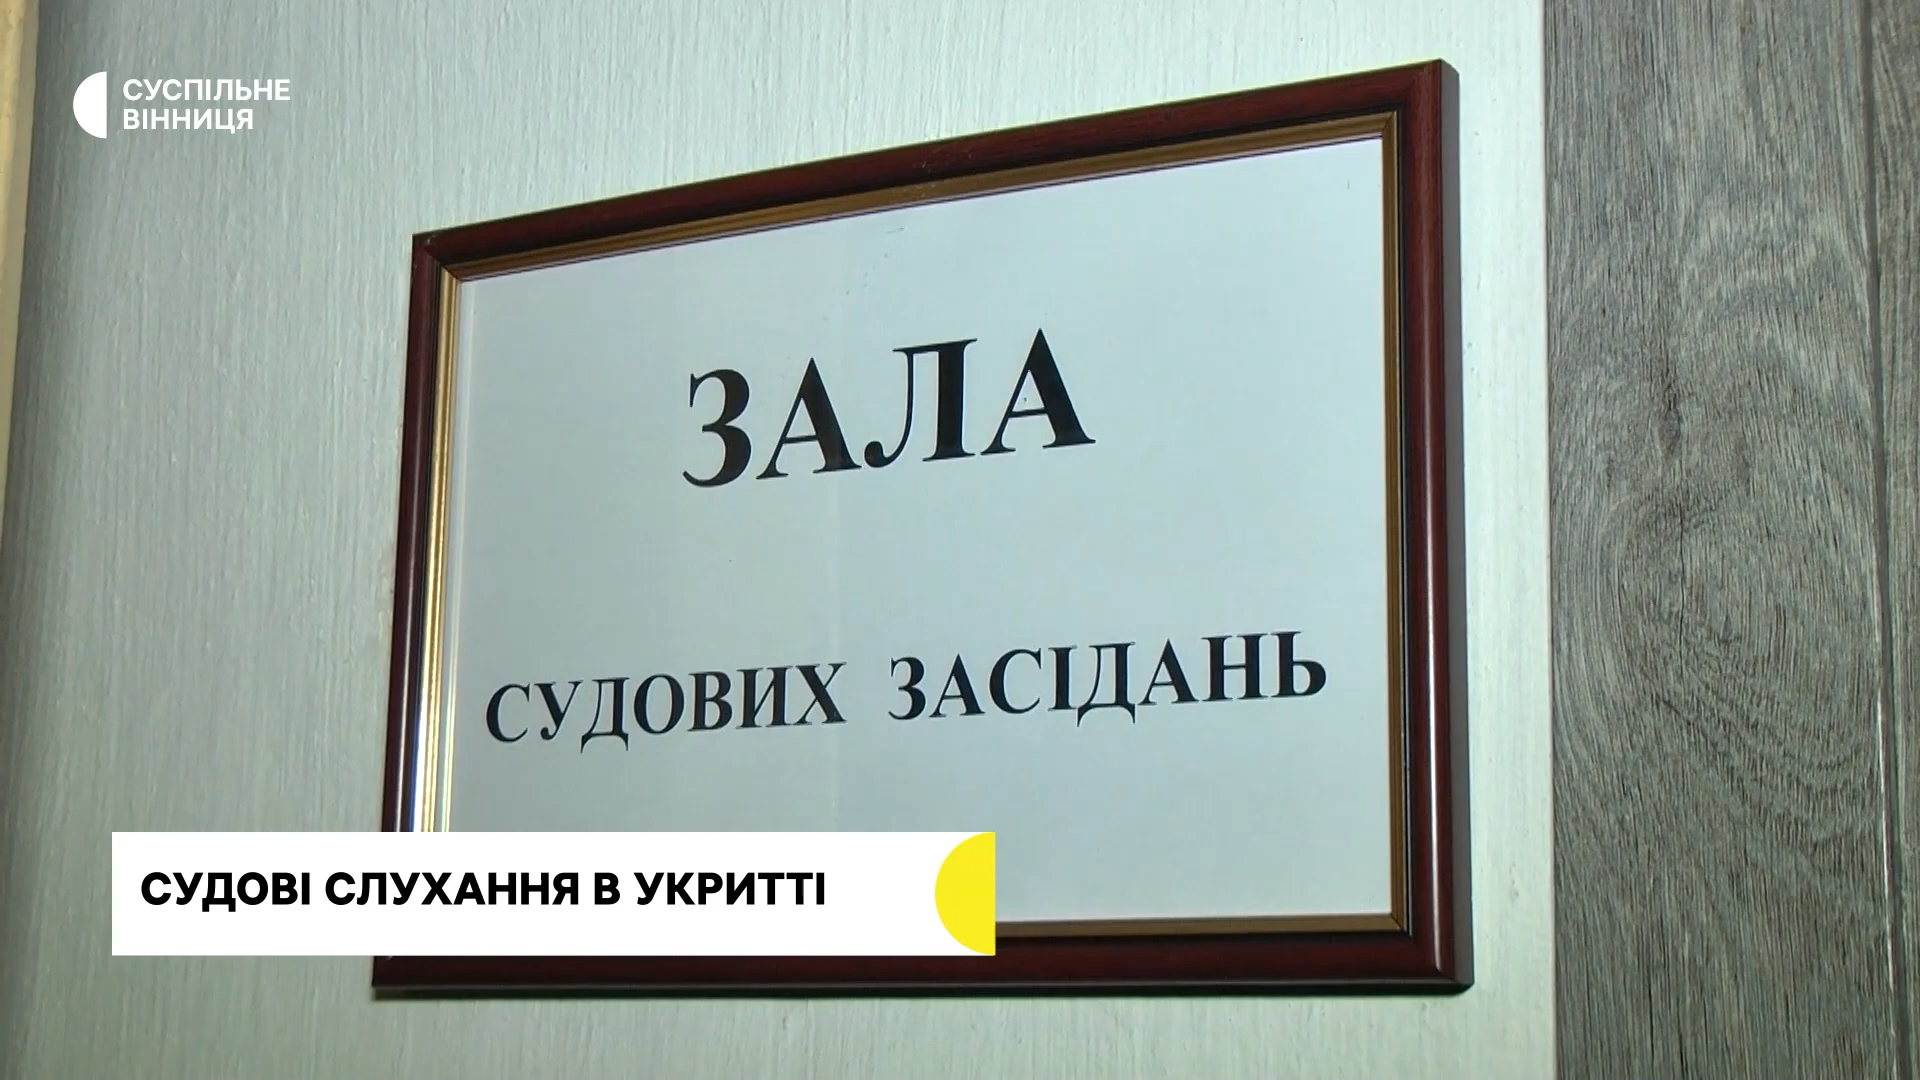 СУСПІЛЬНЕ
ВІННИЦЯ
ЗАЛА
СУДОВИХ ЗАСІДАНЬ
СУДОВІ СЛУХАННЯ В УКРИТТІ